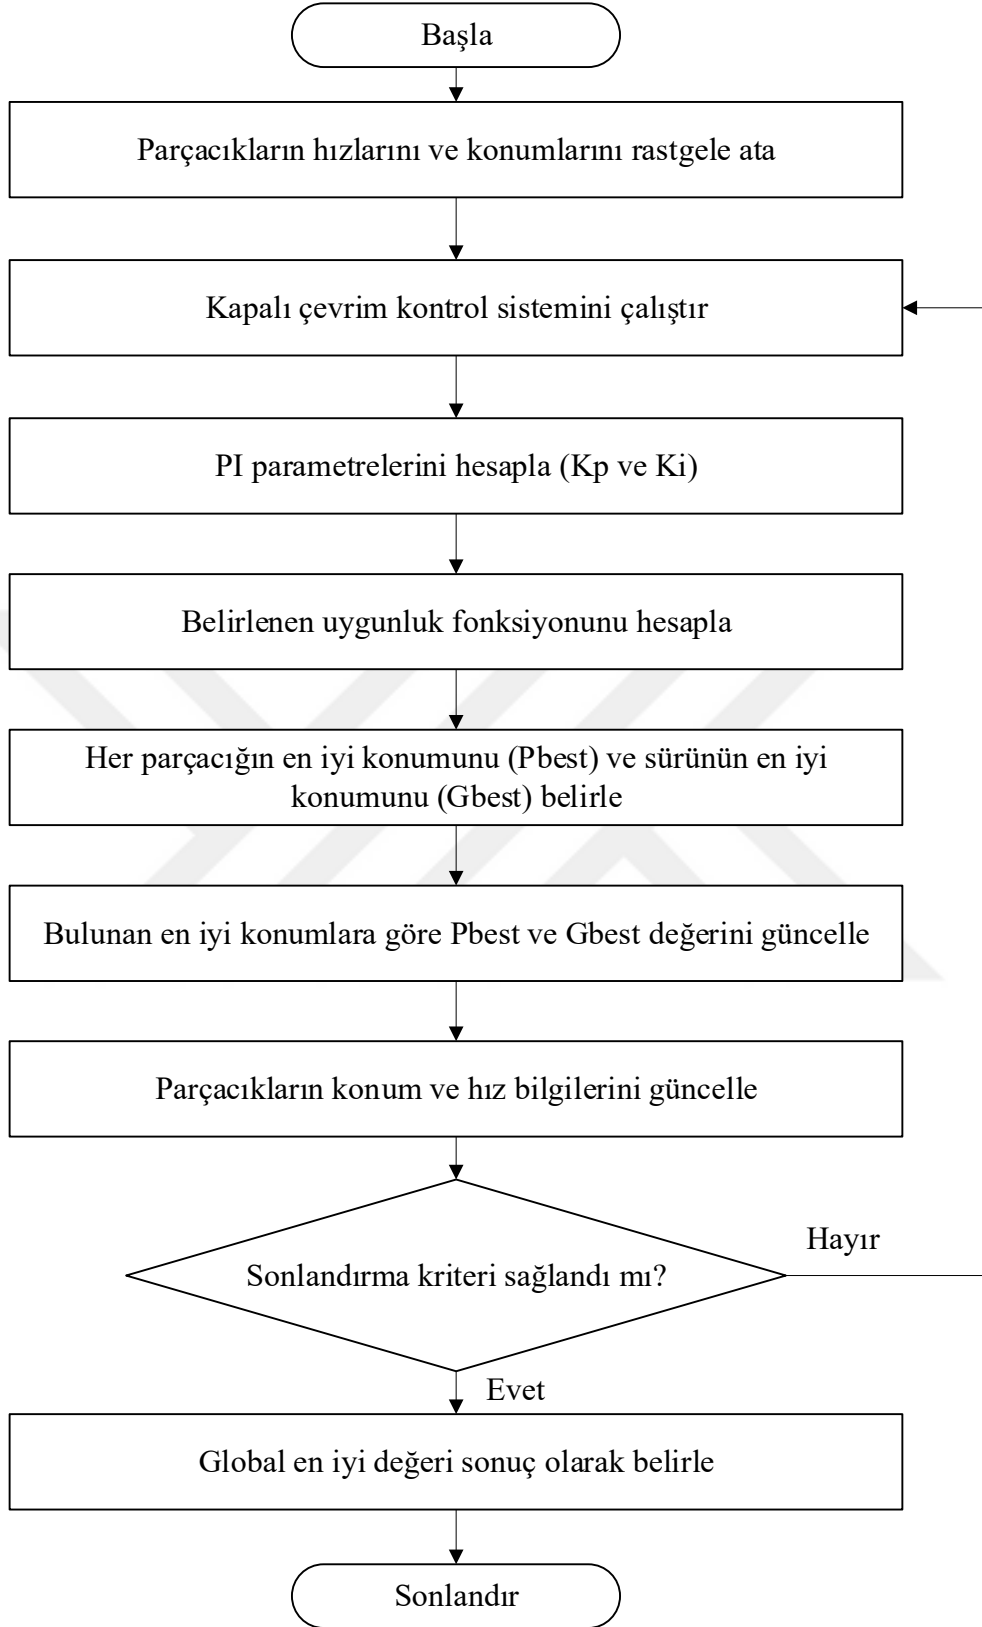 Başla
Parçacıkların hızlarını ve konumlarını rastgele ata
Kapalı çevrim kontrol sistemini çalıştır
PI parametrelerini hesapla (Kp ve Ki)
Belirlenen uygunluk fonksiyonunu hesapla
Her parçacığın en iyi konumunu (Pbest) ve sürünün en iyi
konumunu (Gbest) belirle
Bulunan en iyi konumlara göre Pbest ve Gbest değerini güncelle
Parçacıkların konum ve hız bilgilerini güncelle
Hayır
Sonlandırma kriteri sağlandı mı?
Evet
Global en iyi değeri sonuç olarak belirle
Sonlandır